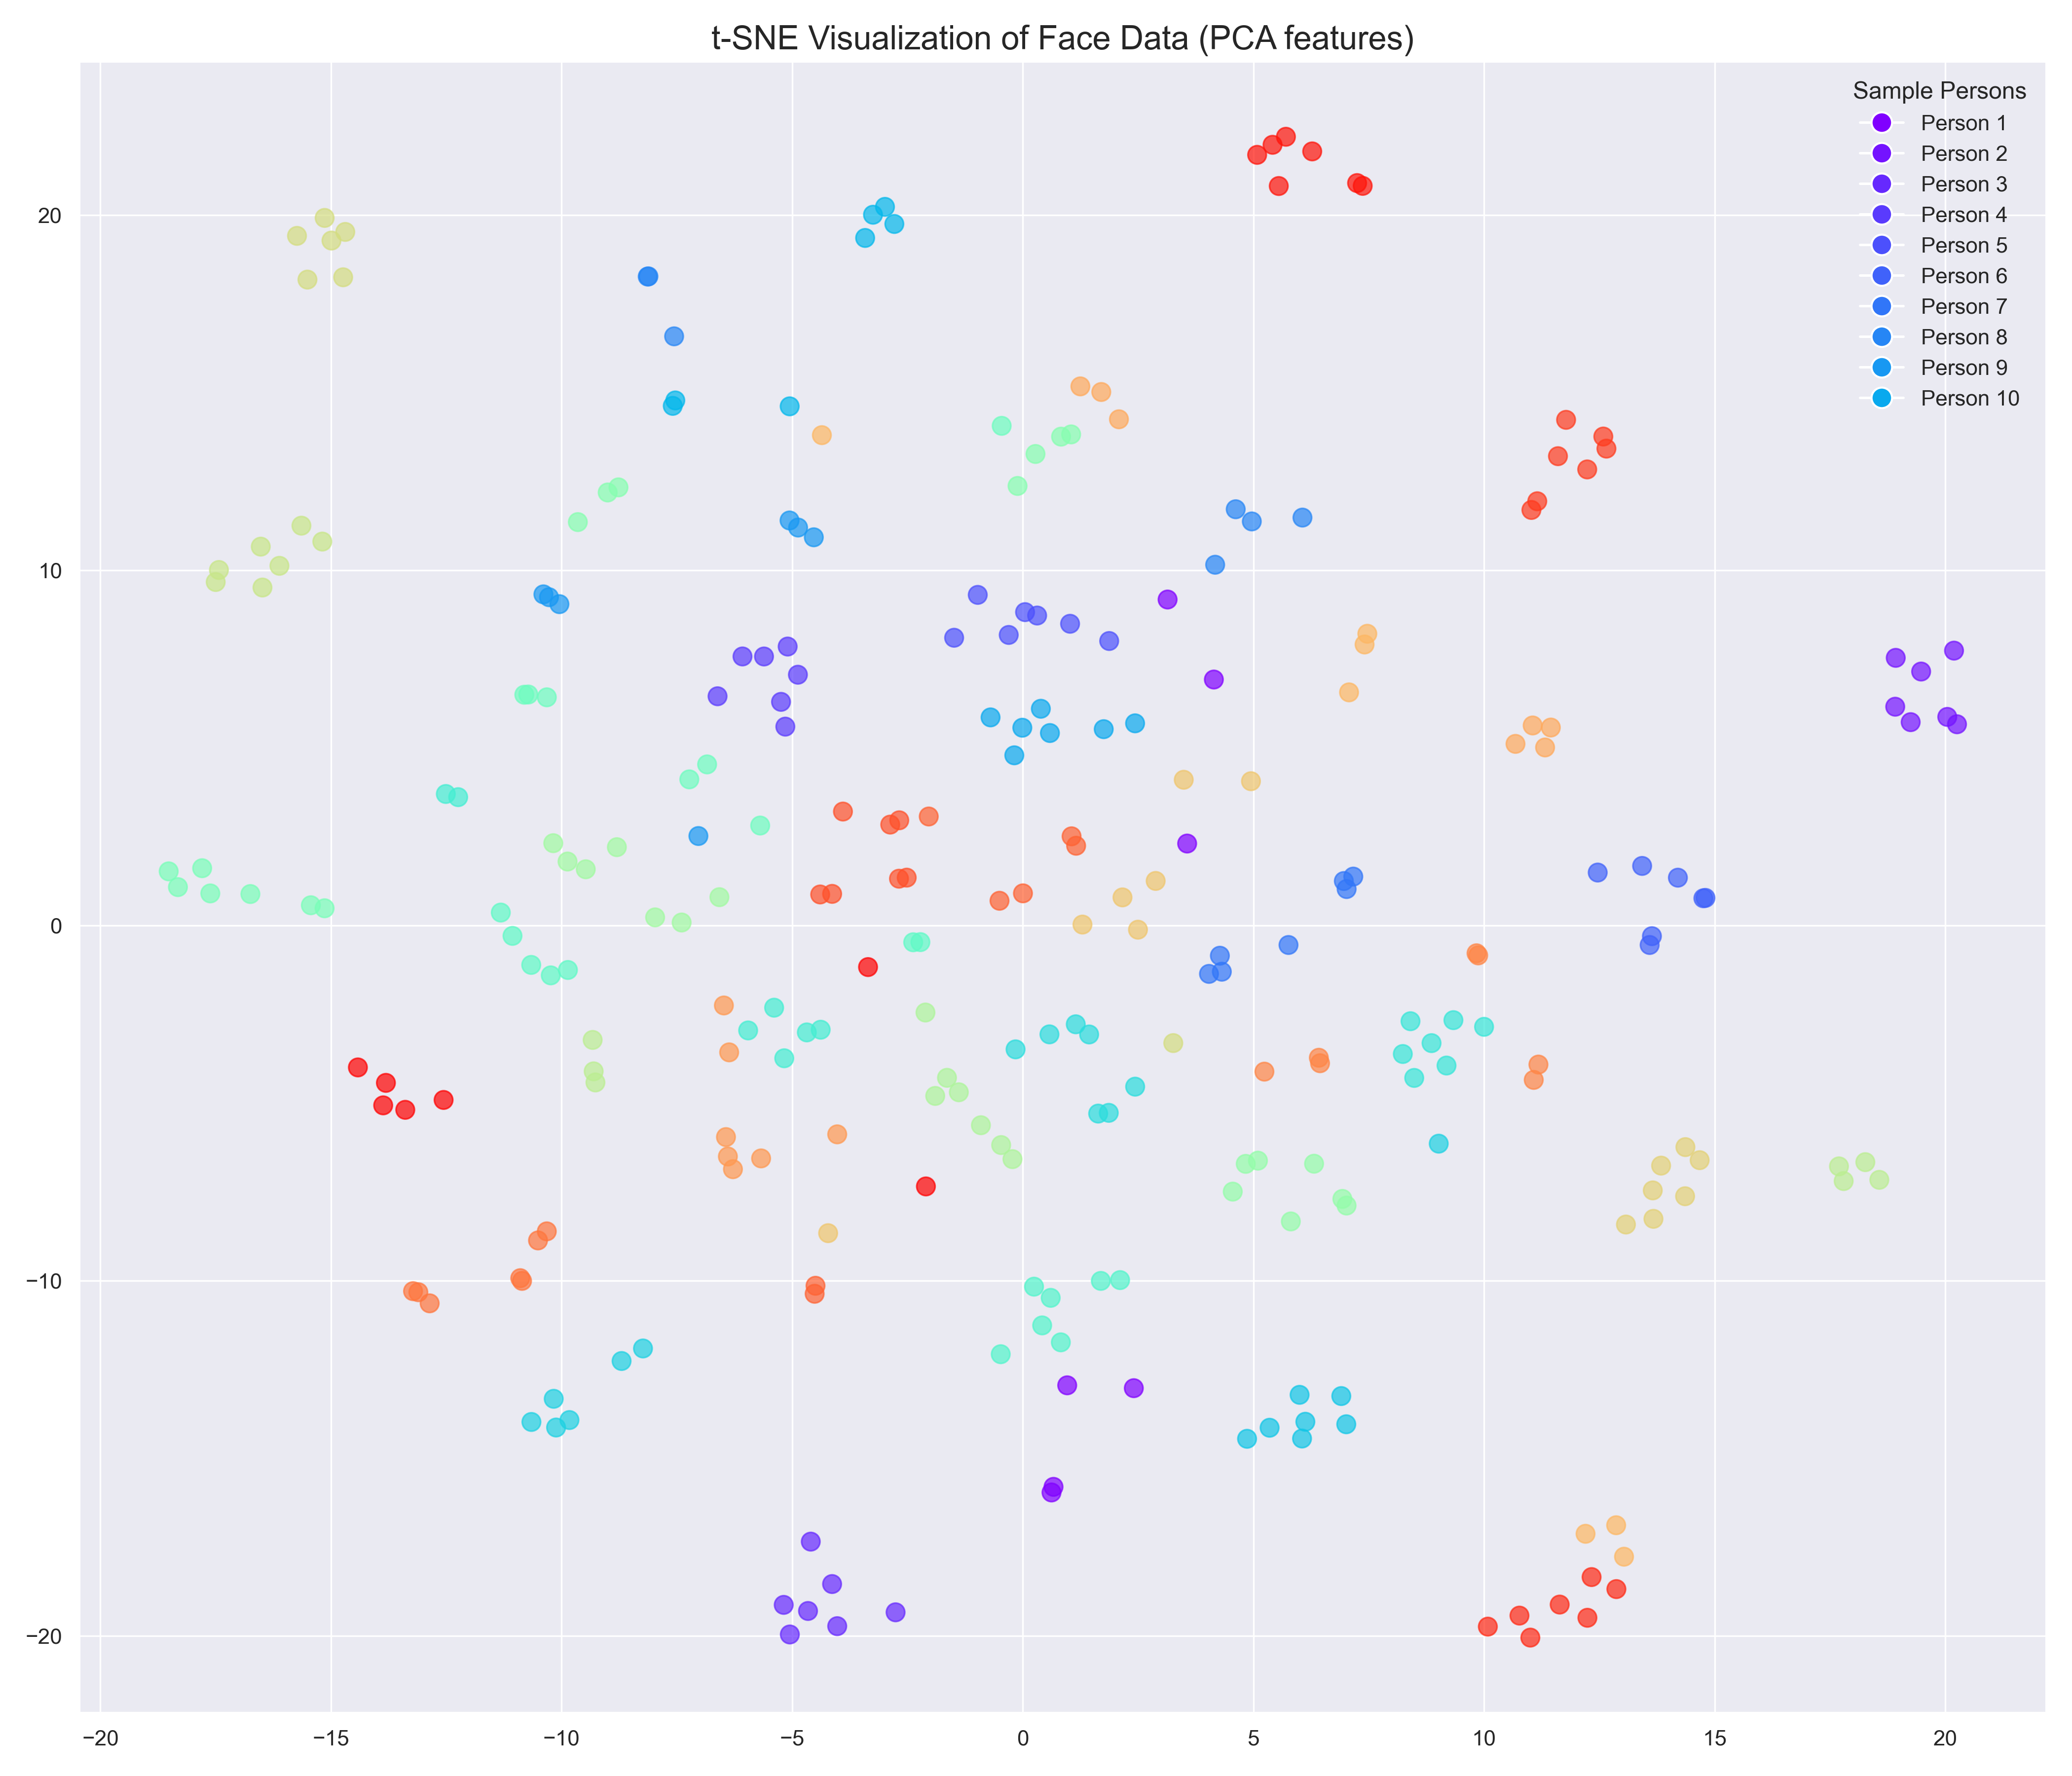 t-SNE Visualization of Face Data (PCA features)
Sample Persons
Person 1
Person 2
Person 3
Person 4
Person 5
Person 6
Person 7
Person 8
Person 9
Person 10
20
10
0
−10
−20
−20 −15 −10 −5 0 5 10 15 20